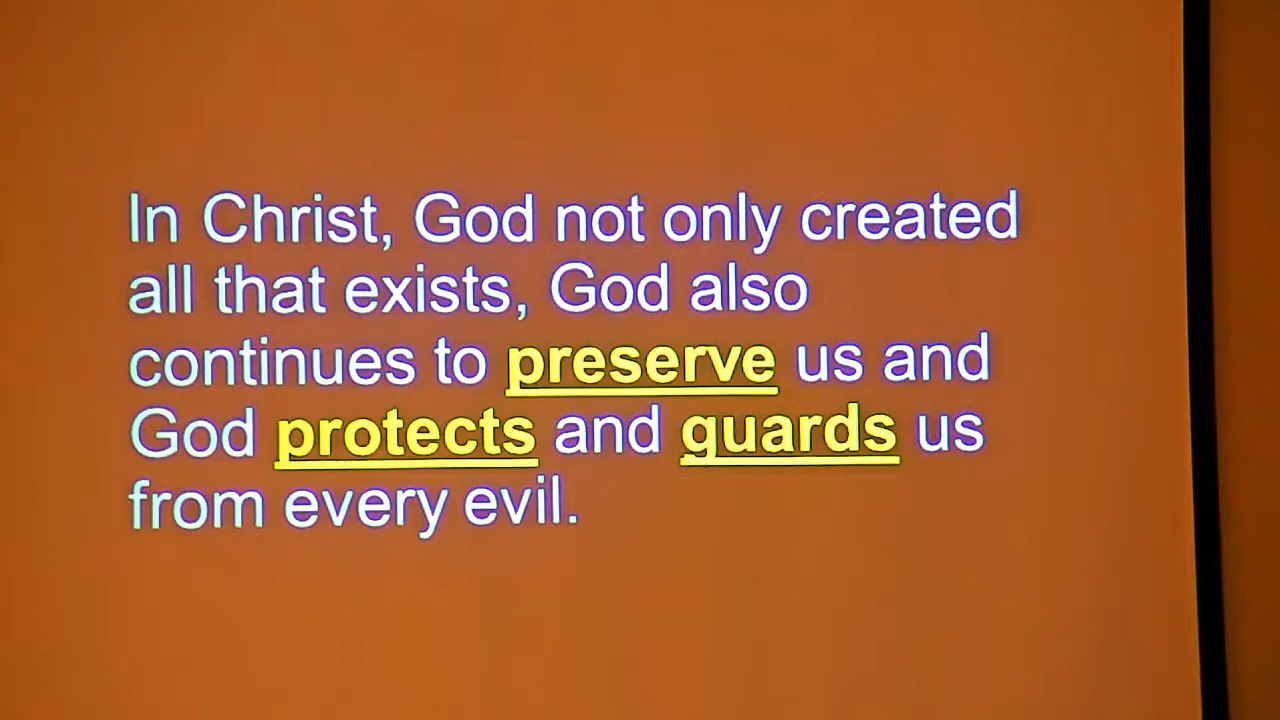 In Christ, God not only created
all that exists, God also
continues to preserve us and
God protects and guards us
from every evil.